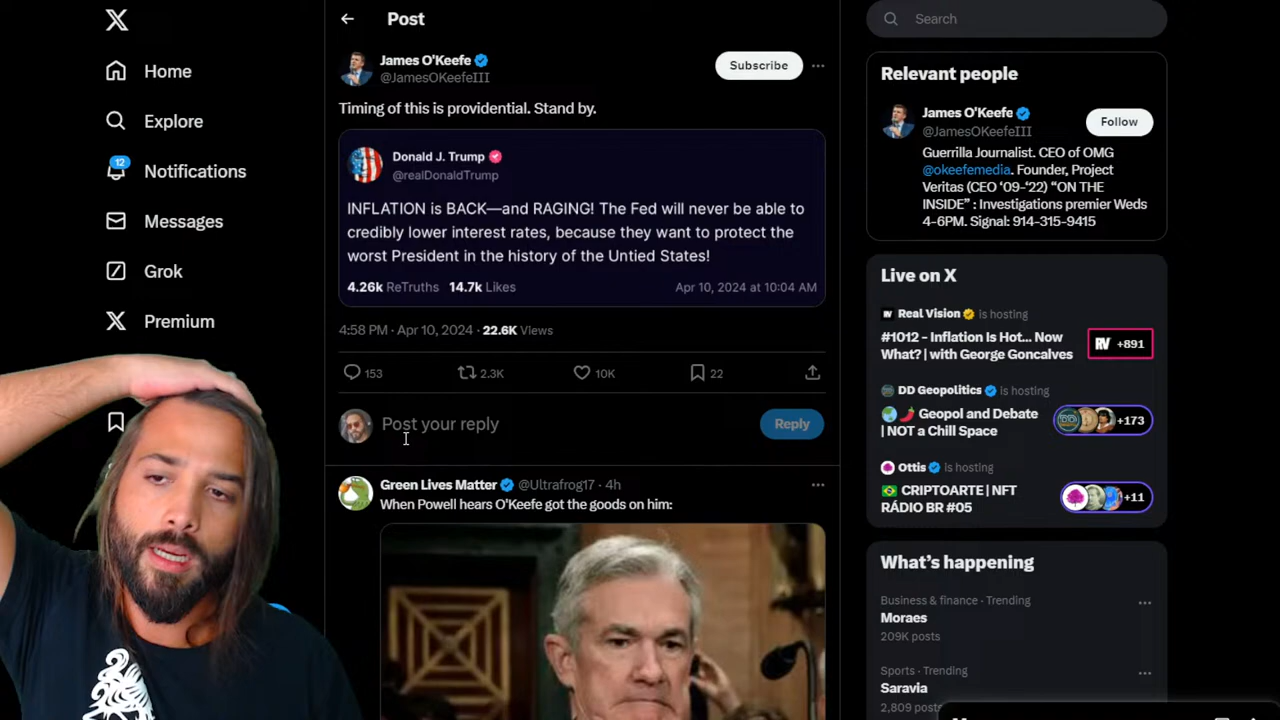 Home
Explore
12
Notifications
Messages
Grok
Premium
Post
James O'Keefe
@JamesOKeefeIII
Subscribe
Timing of this is providential. Stand by.
Donald J. Trump
@realDonaldTrump
INFLATION is BACK—and RAGING! The Fed will never be able to
credibly lower interest rates, because they want to protect the
worst President in the history of the Untied States!
4.26k ReTruths 14.7k Likes
Apr 10, 2024 at 10:04 AM
4:58 PM · Apr 10, 2024 · 22.6K Views
153
2.3K
10K
22
Post your reply
Reply
Green Lives Matter @Ultrafrog17 · 4h
When Powell hears O'Keefe got the goods on him:
Search
Relevant people
James O'Keefe
@JamesOKeefeIII
Follow
Guerrilla Journalist. CEO of OMG
@okeefemedia. Founder, Project
Veritas (CEO '09-'22) "ON THE
INSIDE" : Investigations premier Weds
4-6PM. Signal: 914-315-9415
Live on X
RV Real Vision is hosting
#1012 - Inflation Is Hot... Now
What? | with George Goncalves
RV +891
DD Geopolitics is hosting
Geopol and Debate
| NOT a Chill Space
+173
Ottis is hosting
CRIPTOARTE | NFT
RÁDIO BR #05
+11
What's happening
Business & finance · Trending
Moraes
209K posts
Sports · Trending
Saravia
2,809 posts